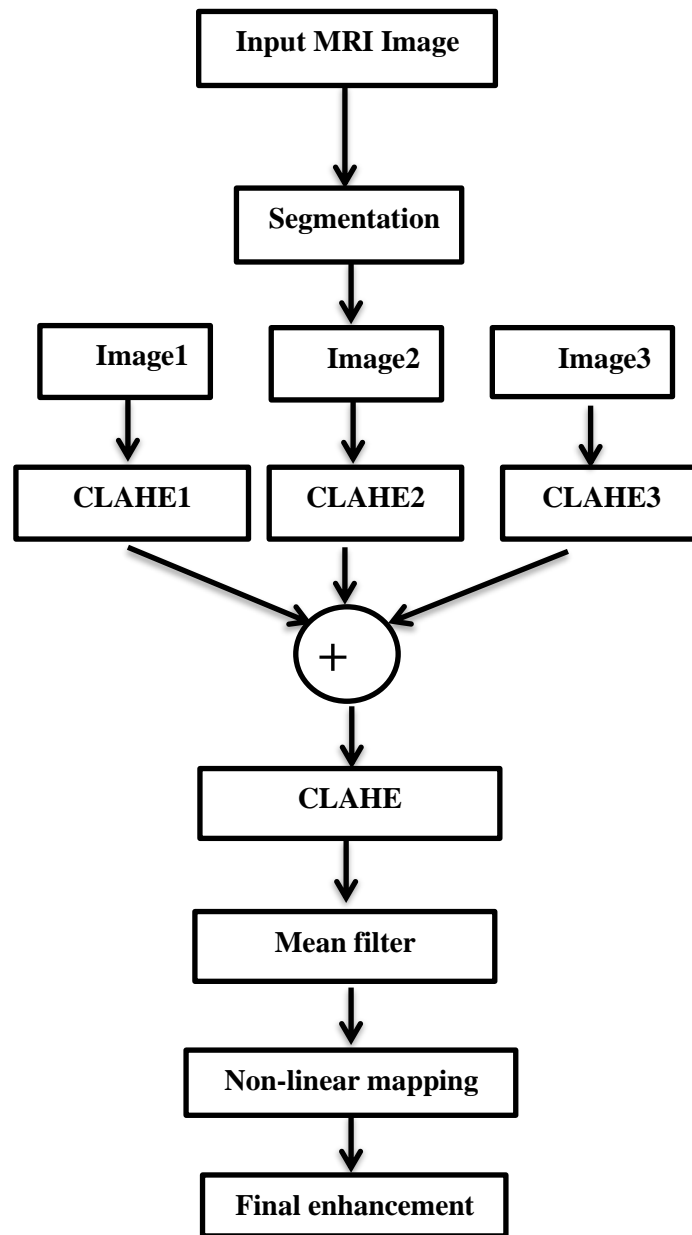 Input MRI Image
Segmentation
Image1
Image2
Image3
CLAHE1
CLAHE2
CLAHE3
+
CLAHE
Mean filter
Non-linear mapping
Final enhancement